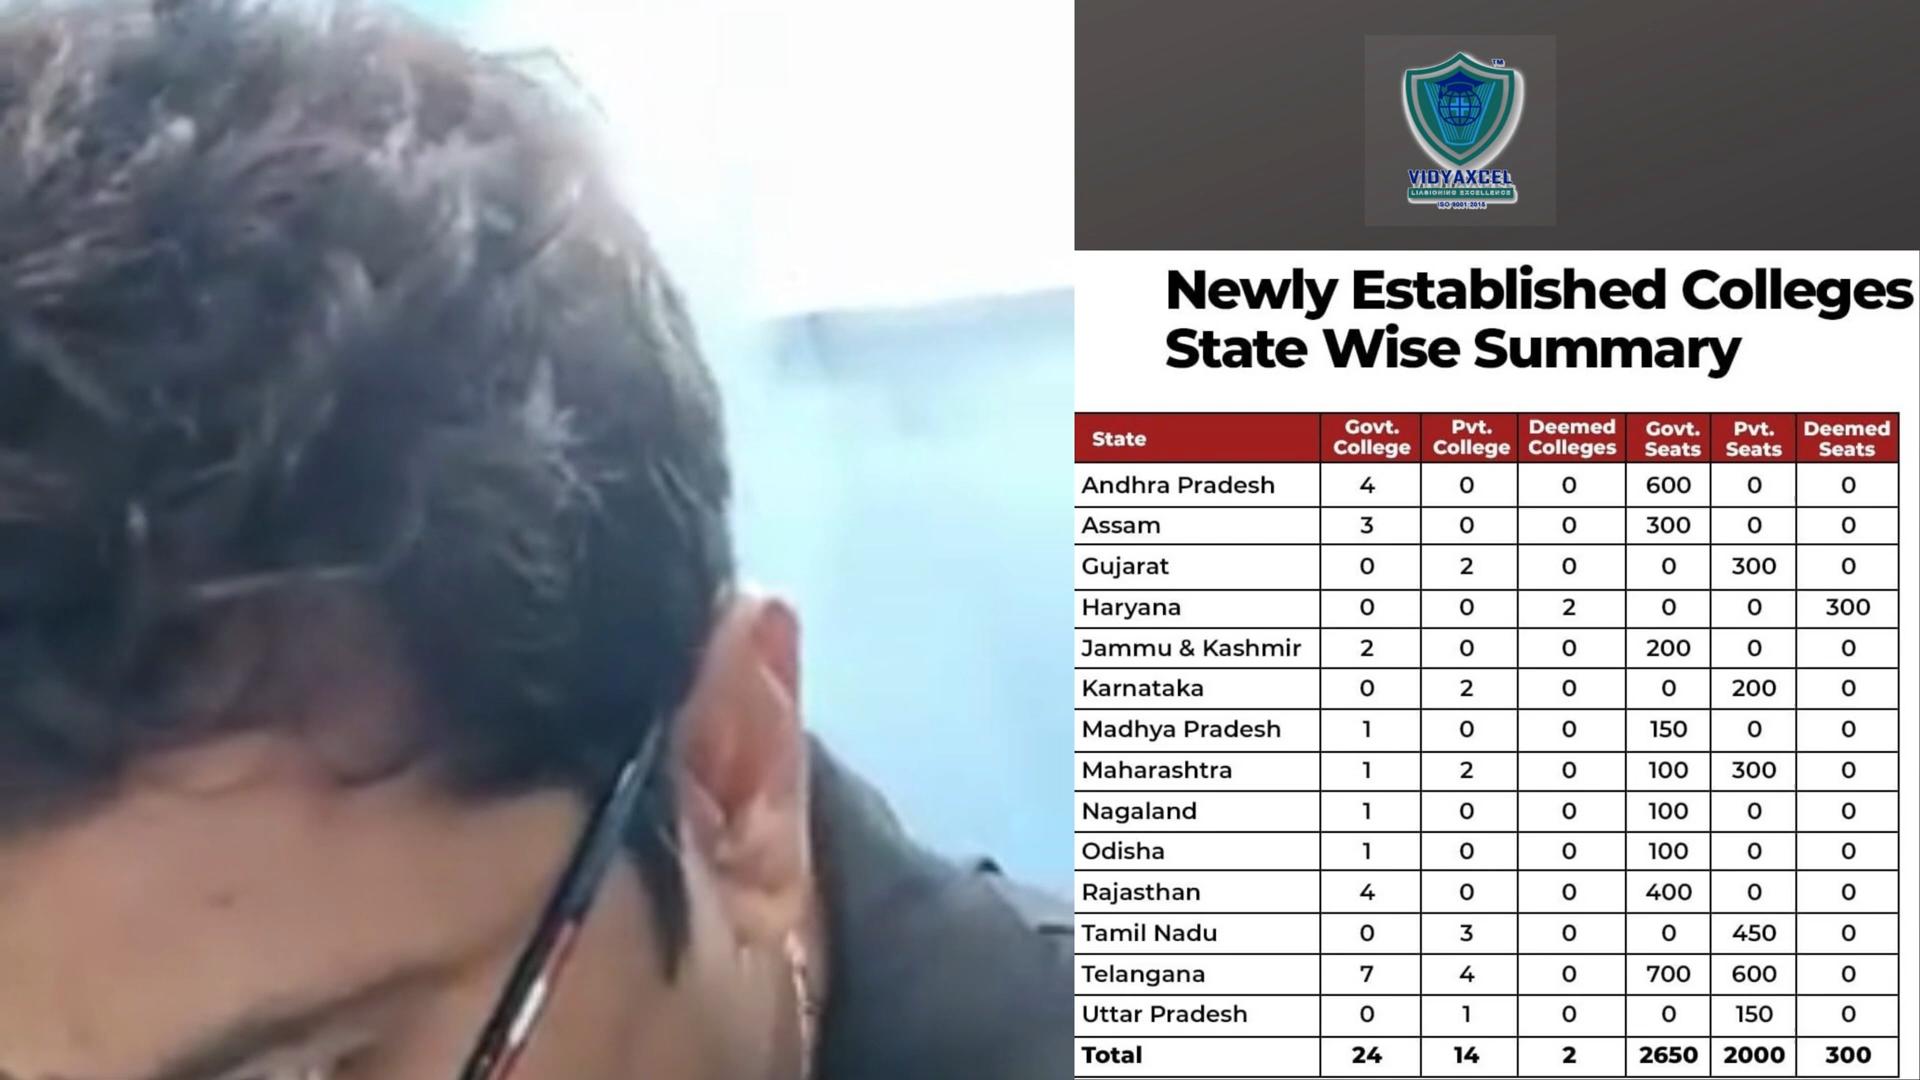 TM
VIDYAXCEL
LIASIONING EXCELLENCE
ISO 9001:2015
Newly Established Colleges
State Wise Summary
State Govt. College Pvt. College Deemed Colleges Govt. Seats Pvt. Seats Deemed Seats
Andhra Pradesh 4 0 0 600 0 0
Assam 3 0 0 300 0 0
Gujarat 0 2 0 0 300 0
Haryana 0 0 2 0 0 300
Jammu & Kashmir 2 0 0 200 0 0
Karnataka 0 2 0 0 200 0
Madhya Pradesh 1 0 0 150 0 0
Maharashtra 1 2 0 100 300 0
Nagaland 1 0 0 100 0 0
Odisha 1 0 0 100 0 0
Rajasthan 4 0 0 400 0 0
Tamil Nadu 0 3 0 0 450 0
Telangana 7 4 0 700 600 0
Uttar Pradesh 0 1 0 0 150 0
Total 24 14 2 2650 2000 300